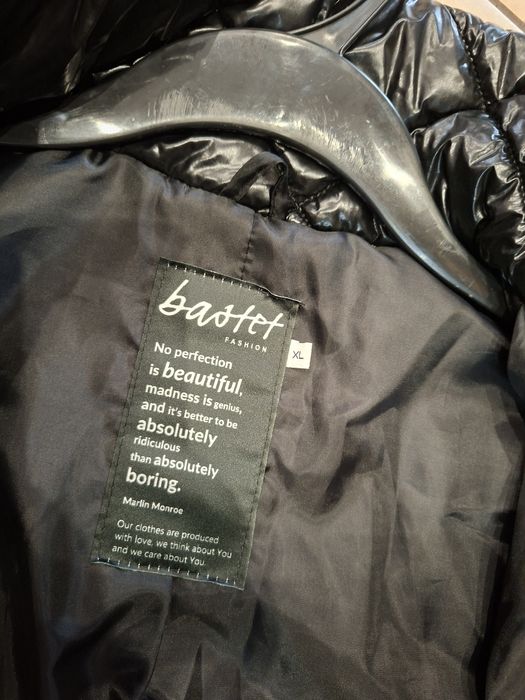 bastet
FASHION
XL
No perfection
is beautiful,
madness is genius,
and it's better to be
absolutely
ridiculous
than absolutely
boring.
Marlin Monroe
Our clothes are produced
with love, we think about You
and we care about You